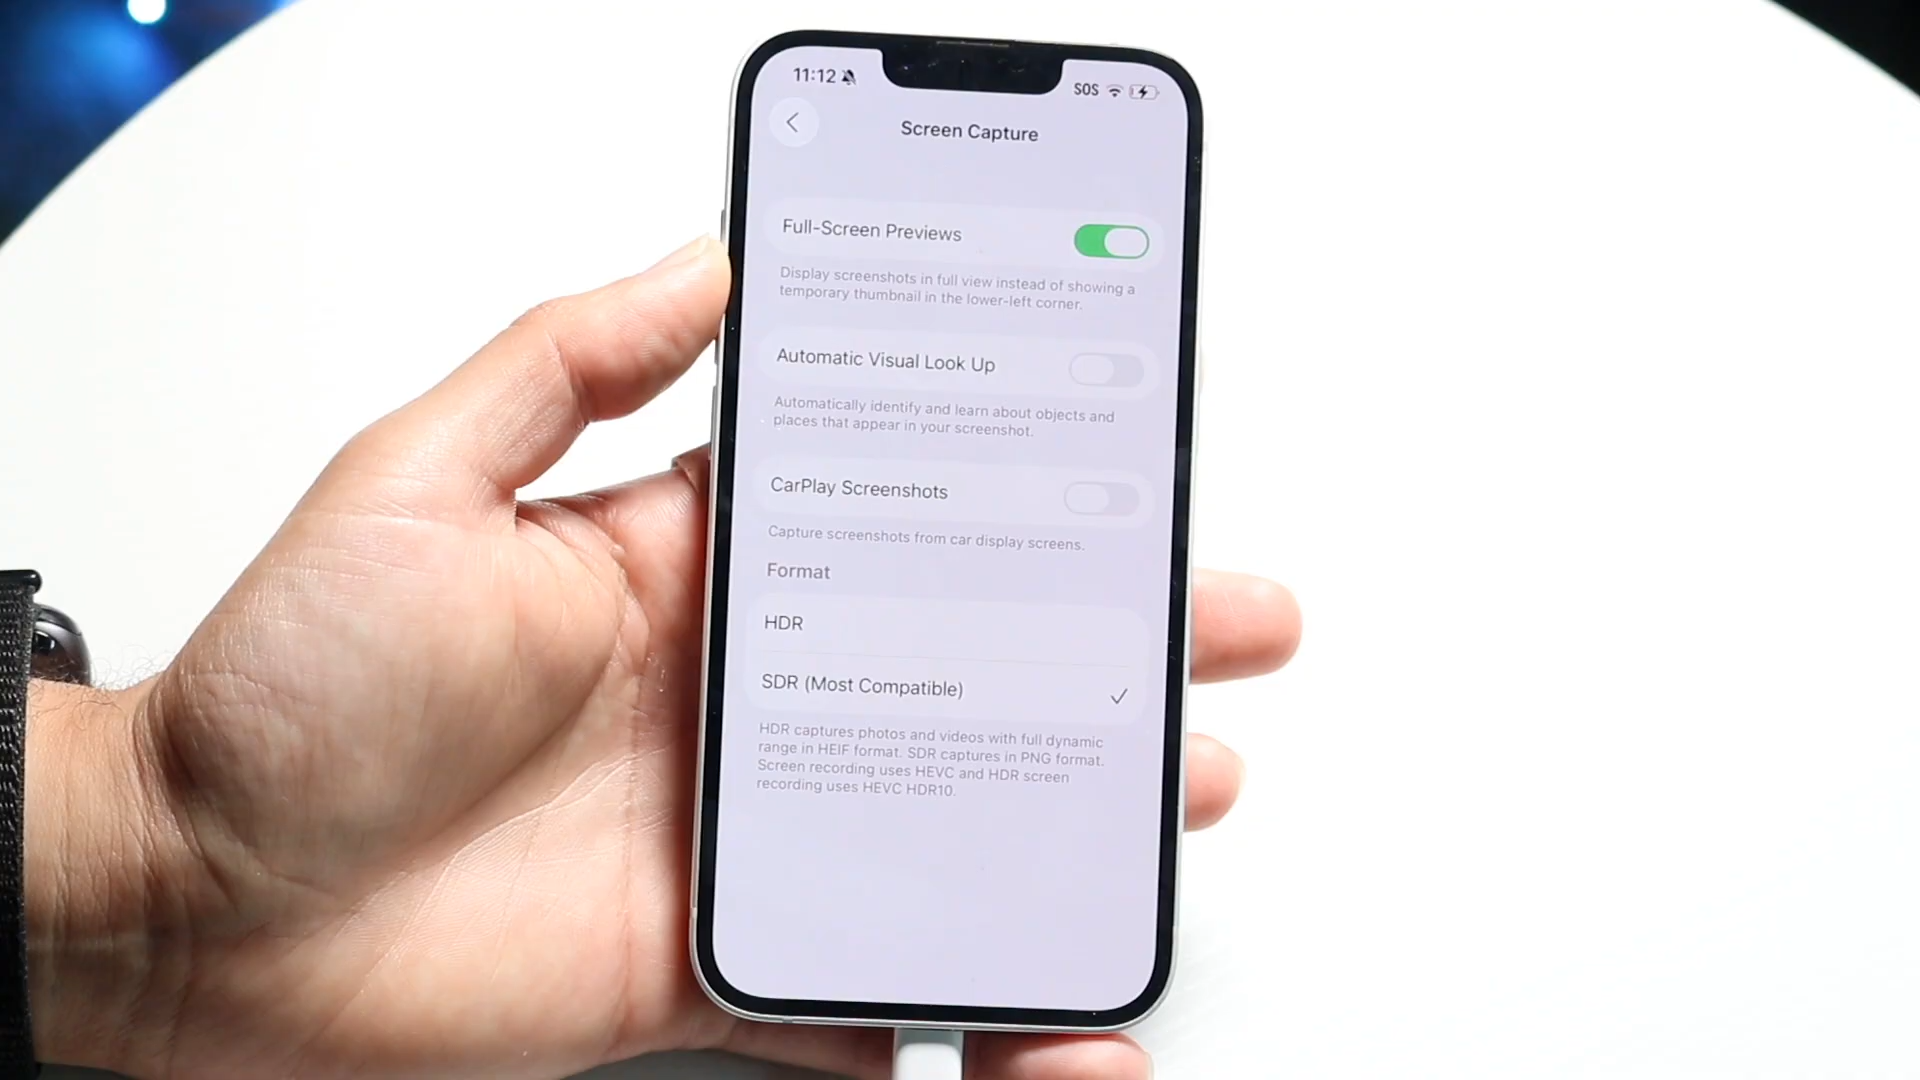 11:12
SOS
Screen Capture
Full-Screen Previews
Display screenshots in full view instead of showing a
temporary thumbnail in the lower-left corner.
Automatic Visual Look Up
Automatically identify and learn about objects and
places that appear in your screenshot.
CarPlay Screenshots
Capture screenshots from car display screens.
Format
HDR
SDR (Most Compatible)
HDR captures photos and videos with full dynamic
range in HEIF format. SDR captures in PNG format.
Screen recording uses HEVC and HDR screen
recording uses HEVC HDR10.